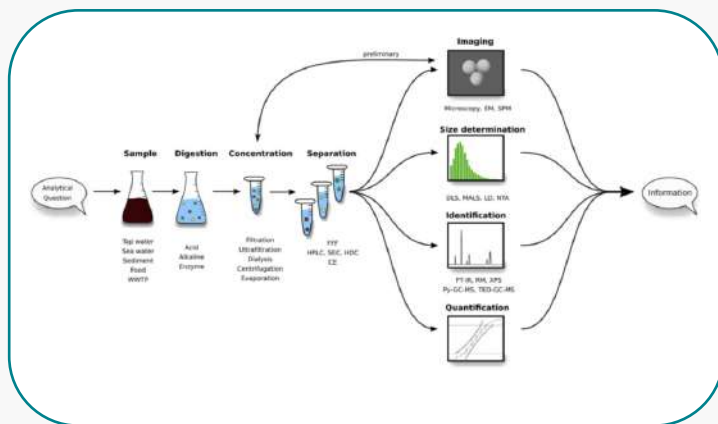 Imaging
preliminary
Microscopy, EM, SPM
Size determination
Sample
Digestion
Concentration
Separation
Analytical
Question
Information
DLS, MALS, LD, NTA
Tap water
Sea water
Sediment
Food
WWTP
Acid
Alkaline
Enzyme
Filtration
Ultrafiltration
Dialysis
Centrifugation
Evaporation
FFF
HPLC, SEC, HDC
CE
Identification
FT-IR, RM, XPS
Py-GC-MS, TED-GC-MS
Quantification